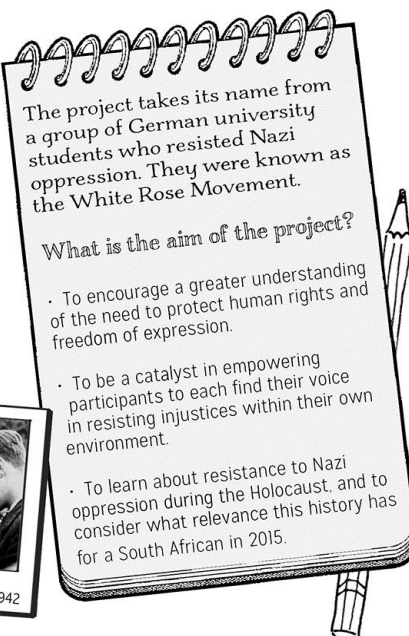 The project takes its name from
a group of German university
students who resisted Nazi
oppression. They were known as
the White Rose Movement.
What is the aim of the project?
· To encourage a greater understanding
of the need to protect human rights and
freedom of expression.
· To be a catalyst in empowering
participants to each find their voice
in resisting injustices within their own
environment.
· To learn about resistance to Nazi
oppression during the Holocaust, and to
consider what relevance this history has
for a South African in 2015.
942